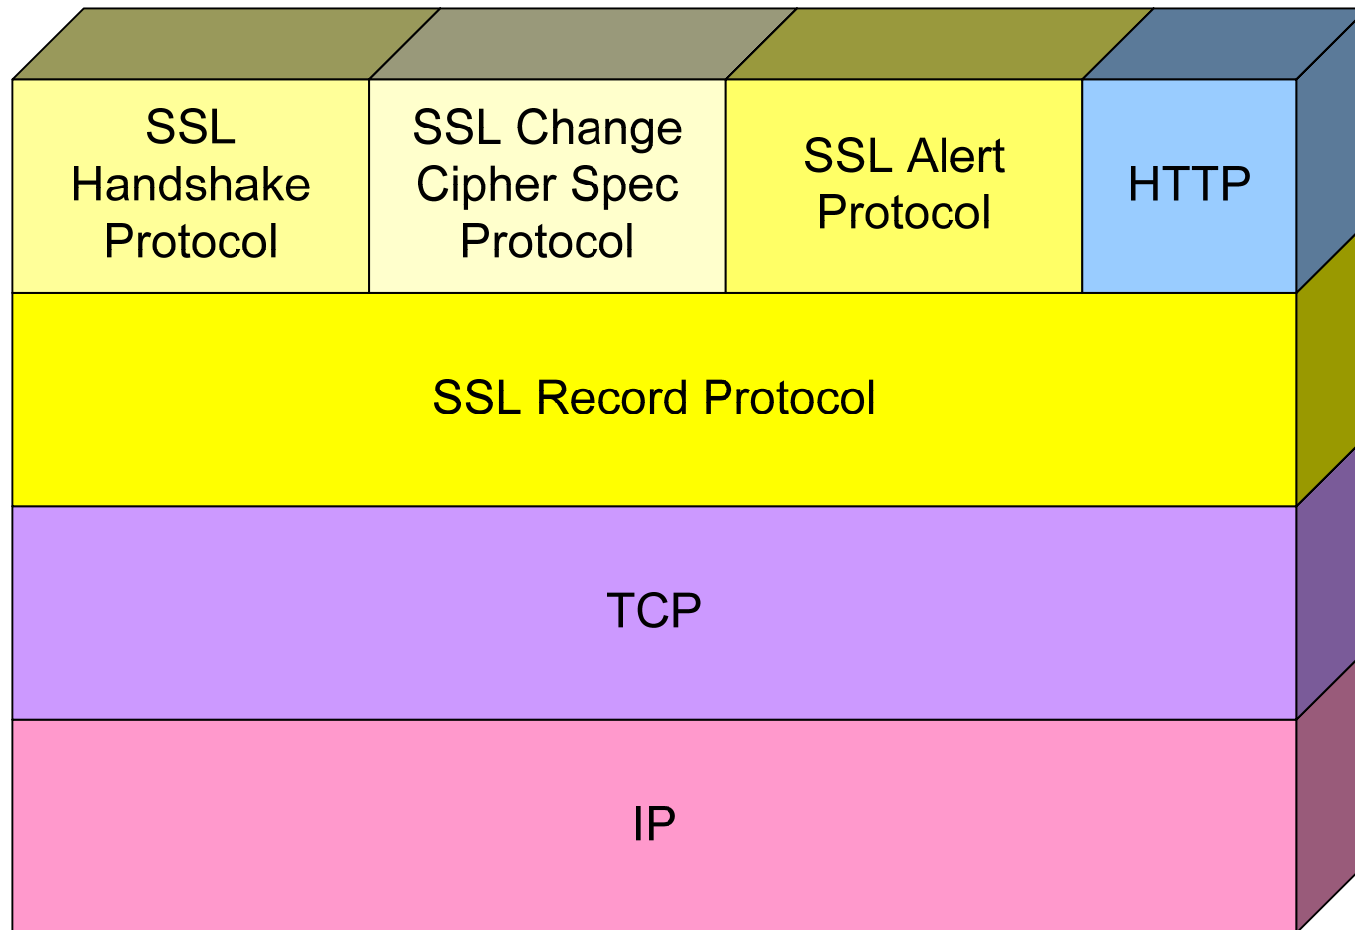 SSL
Handshake
Protocol
SSL Change
Cipher Spec
Protocol
SSL Alert
Protocol
HTTP
SSL Record Protocol
TCP
IP